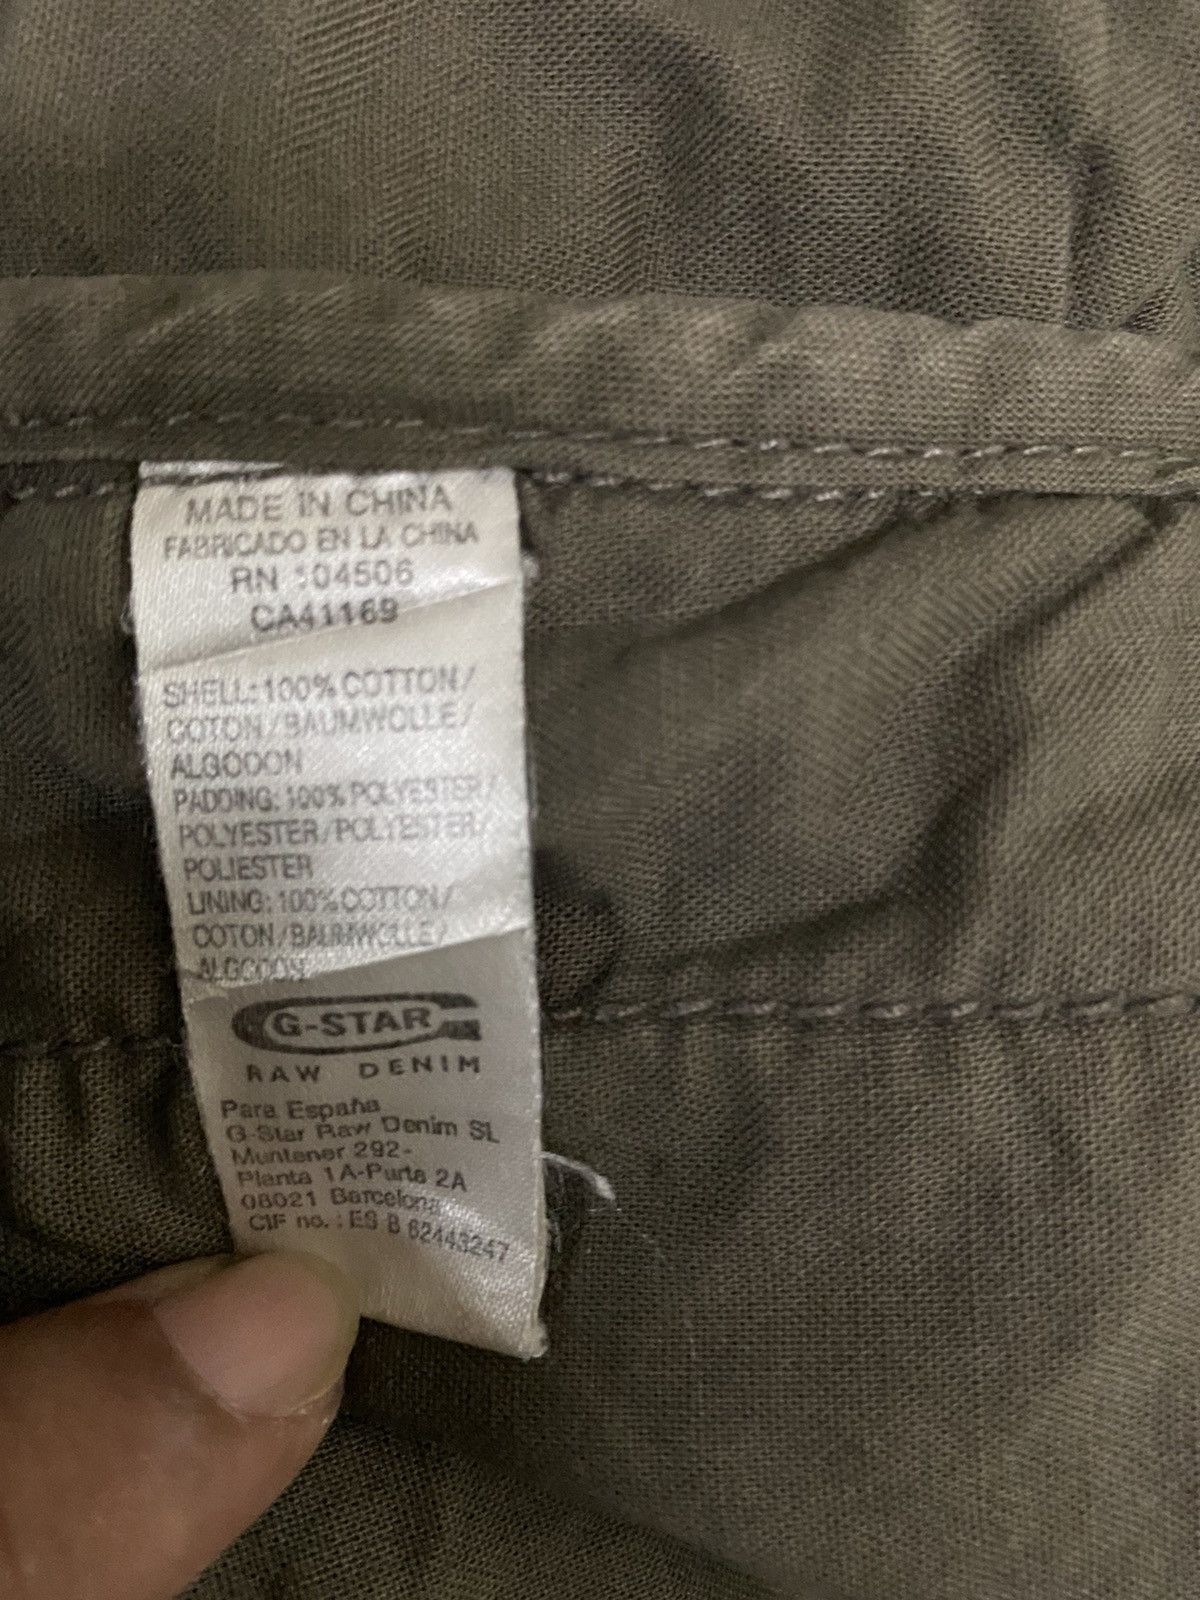 MADE IN CHINA
FABRICADO EN LA CHINA
RN 104506
CA41169
SHELL: 100% COTTON/
COTON/BAUMWOLLE/
ALGODON
PADDING: 100% POLYESTER/
POLYESTER/POLYESTER/
POLIESTER
LINING: 100% COTTON/
COTON/BAUMWOLLE/
ALGODON
G-STAR
RAW DENIM
Para España
G-Star Raw Denim SL
Muntaner 292-
Planta 1A-Purta 2A
08021 Barcelona
CIF no.: ES B 62443247